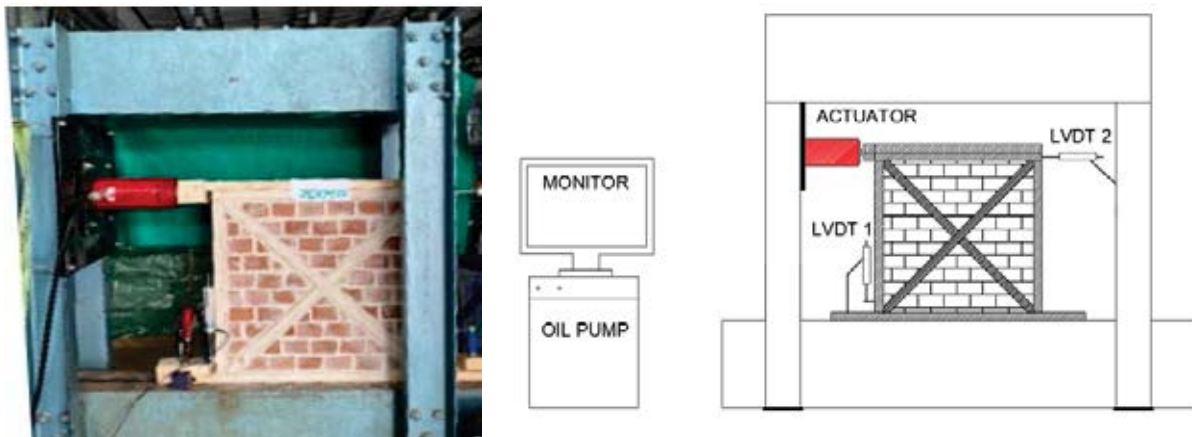 ACTUATOR
LVDT 2
MONITOR
LVDT 1
OIL PUMP